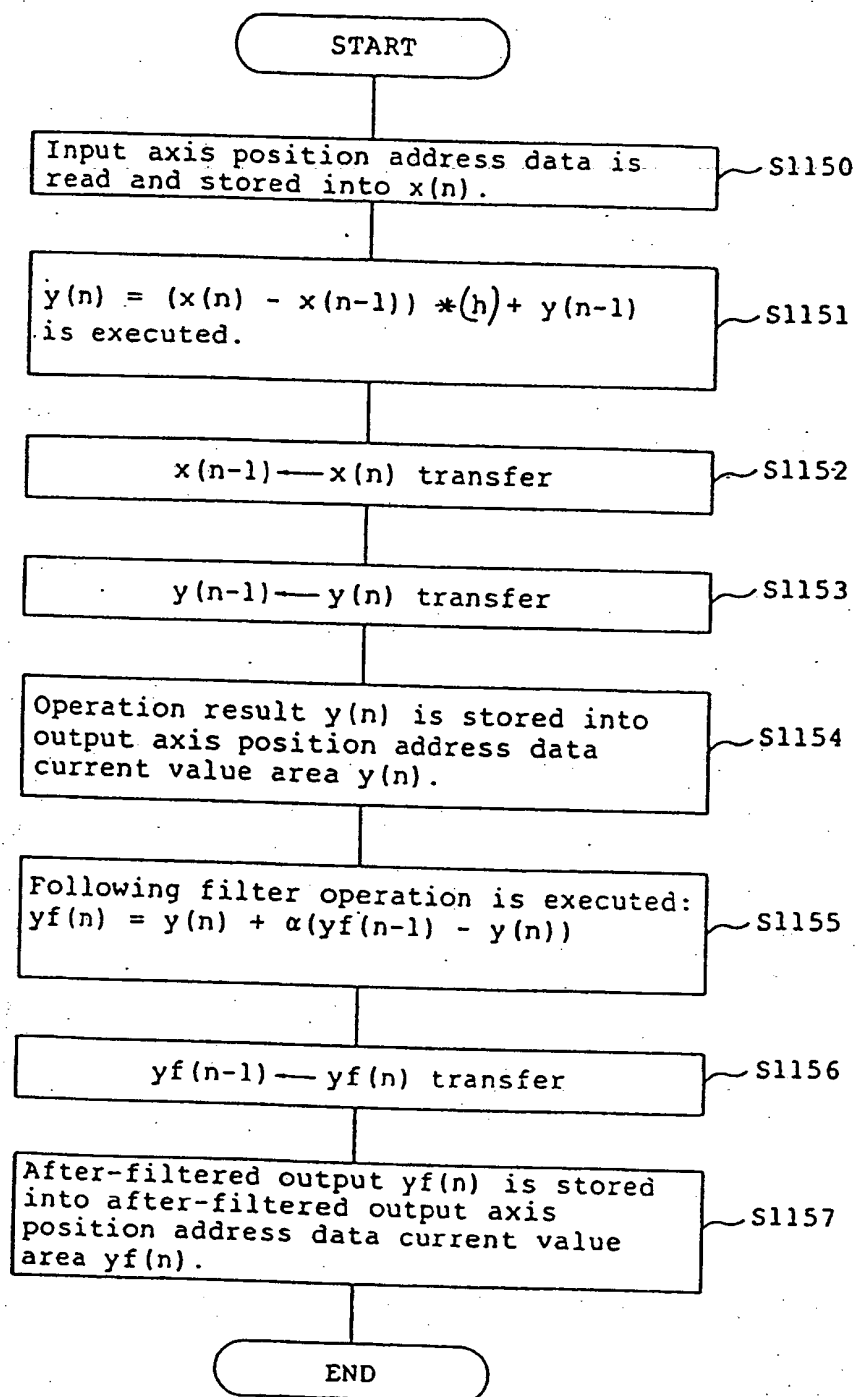 START
Input axis position address data is
read and stored into x(n).
S1150
y(n) = (x(n) - x(n-1)) *(h)+ y(n-1)
is executed.
S1151
x(n-1)←x(n) transfer
S1152
y(n-1)←y(n) transfer
S1153
Operation result y(n) is stored into
output axis position address data
current value area y(n).
S1154
Following filter operation is executed:
yf(n) = y(n) + α(yf(n-1) - y(n))
S1155
yf(n-1)←yf(n) transfer
S1156
After-filtered output yf(n) is stored
into after-filtered output axis
position address data current value
area yf(n).
S1157
END